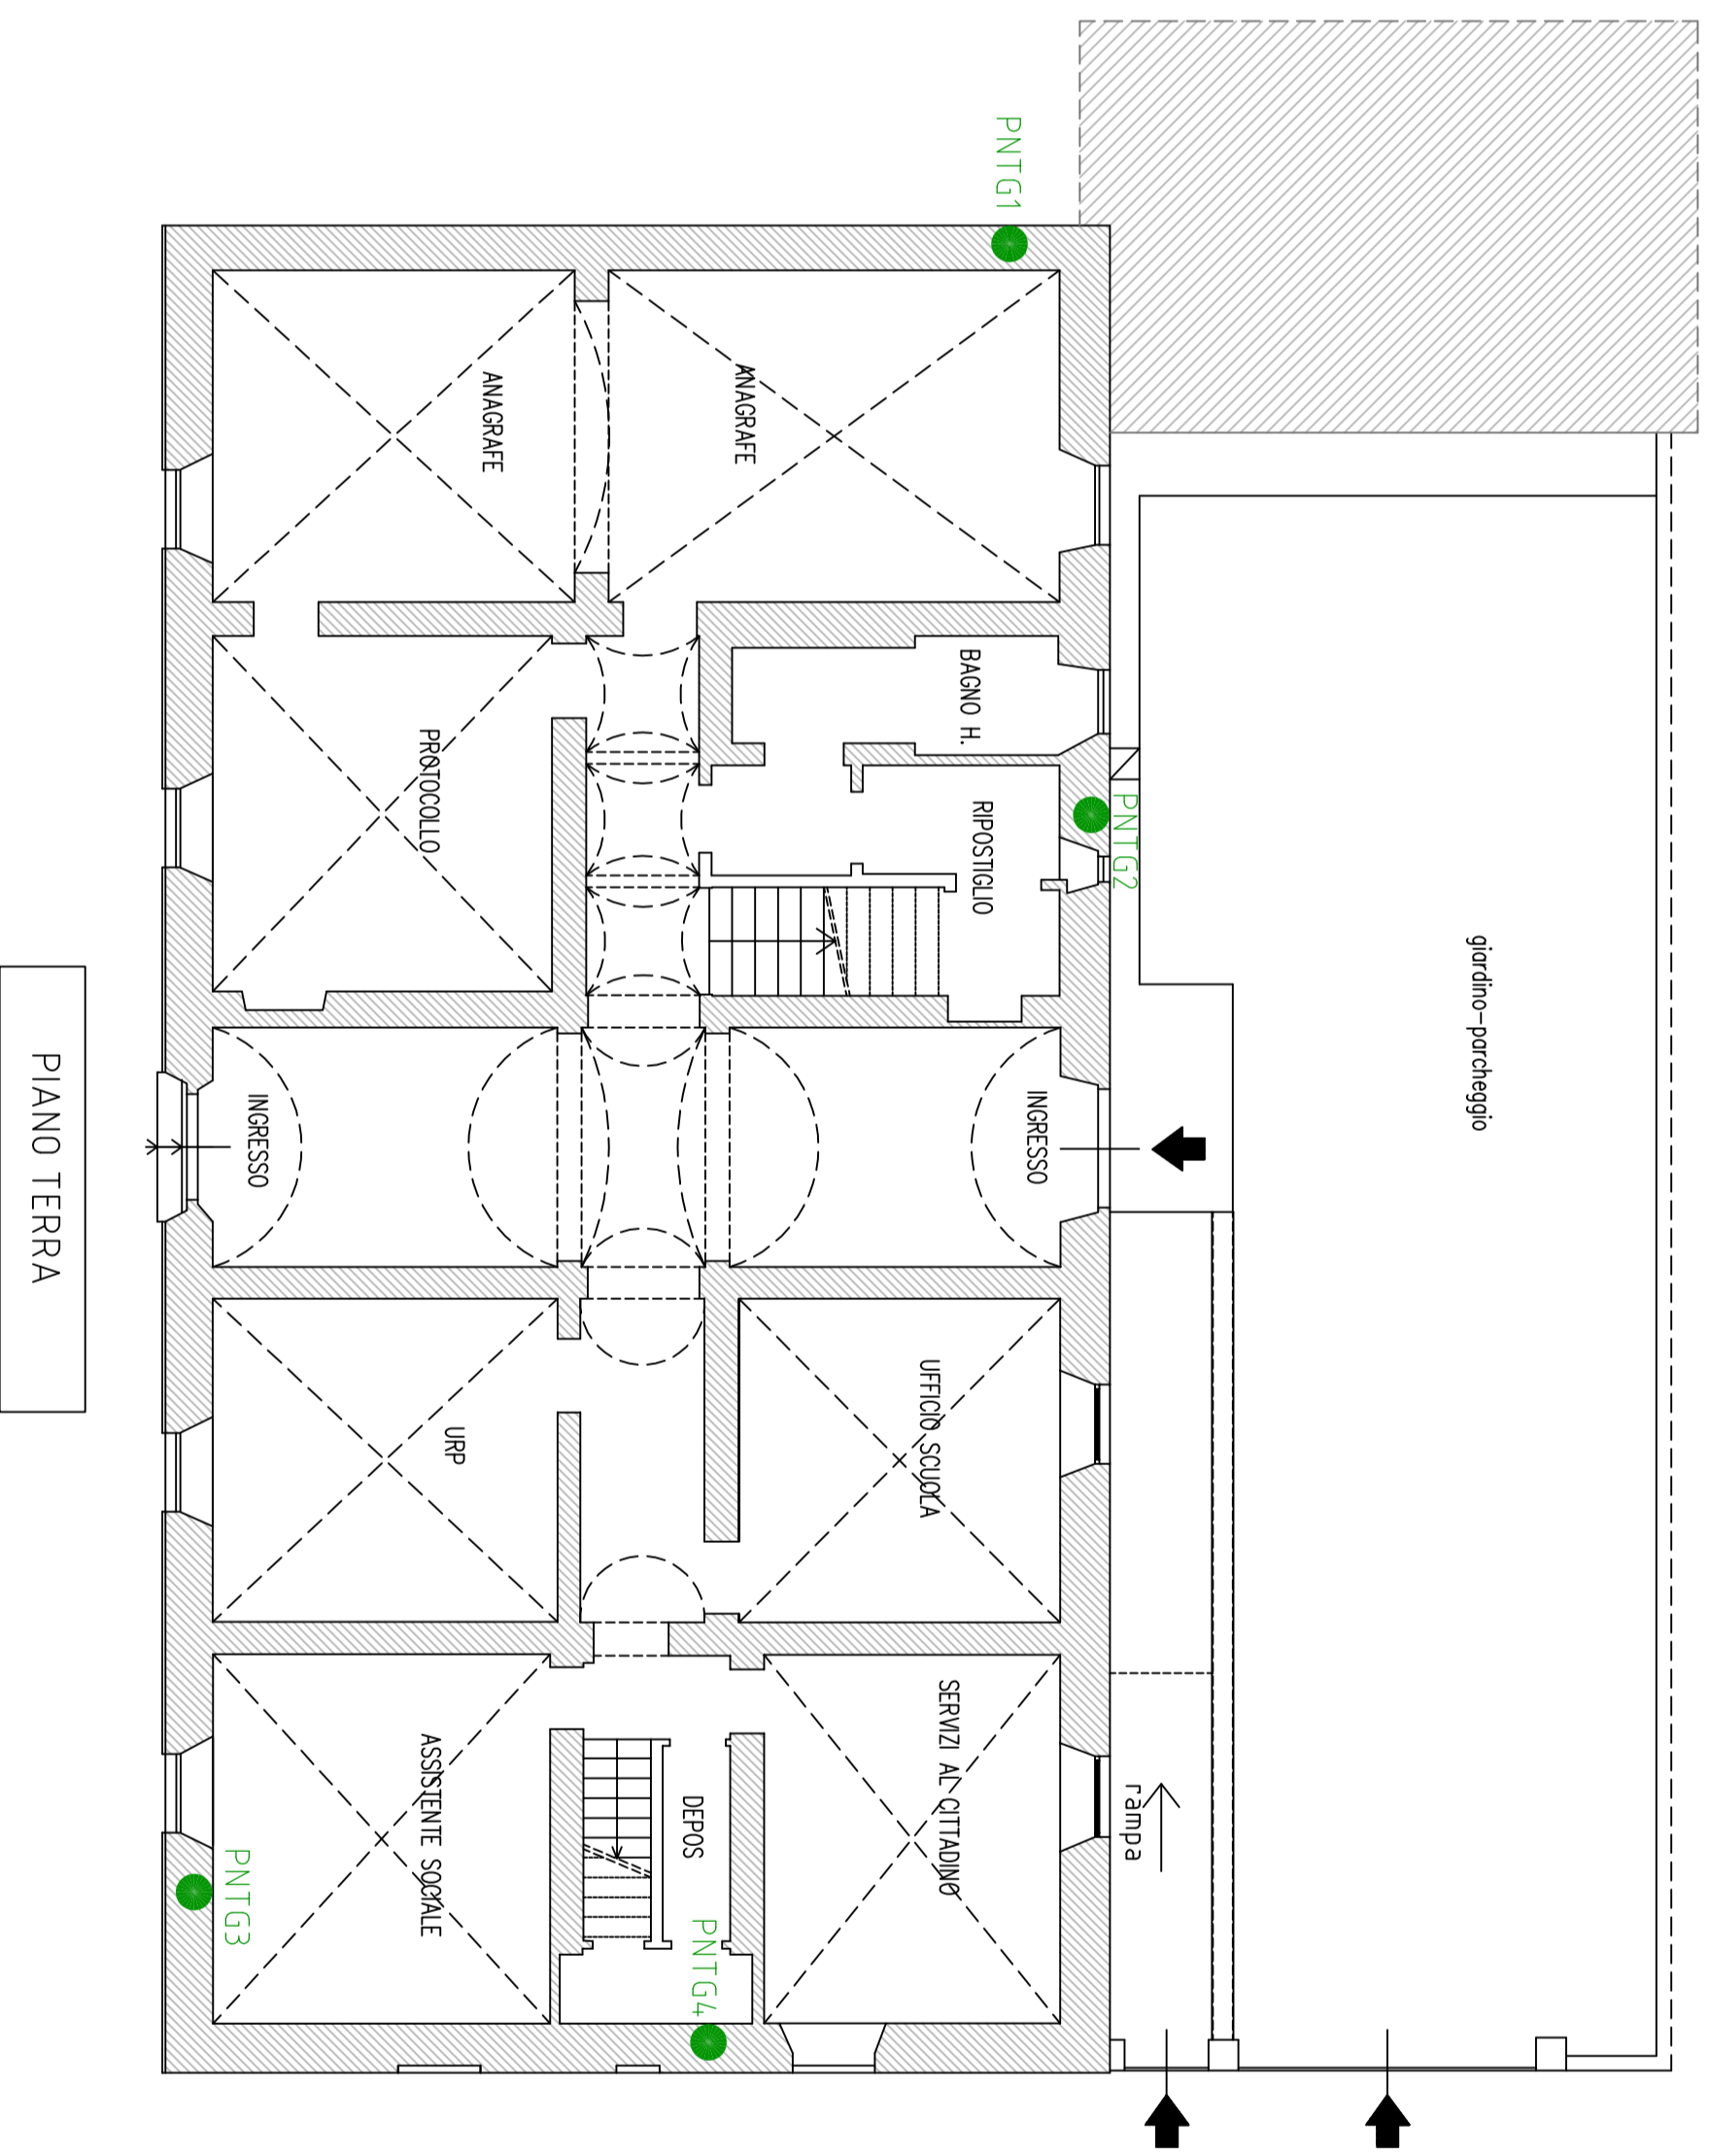 giardino-parcheggio
rampa
PNTG1
PNTG2
BAGNO H.
RIPOSTIGLIO
INGRESSO
UFFICIO SCUOLA
SERVIZI AL CITTADINO
ANAGRAFE
DEPOS
PNTG4
ANAGRAFE
PROTOCOLLO
URP
ASSISTENTE SOCIALE
INGRESSO
PNTG3
PIANO TERRA